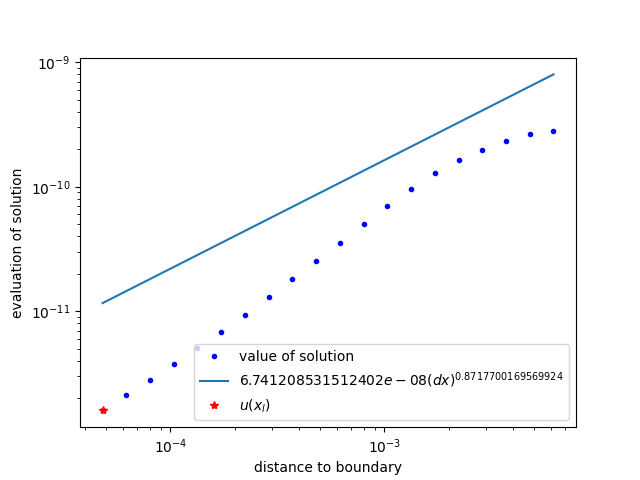 10⁻⁹
10⁻¹⁰
10⁻¹¹
evaluation of solution
value of solution
6.741208531512402e − 08(dx)^0.8717700169569924
u(x_l)
10⁻⁴
10⁻³
distance to boundary